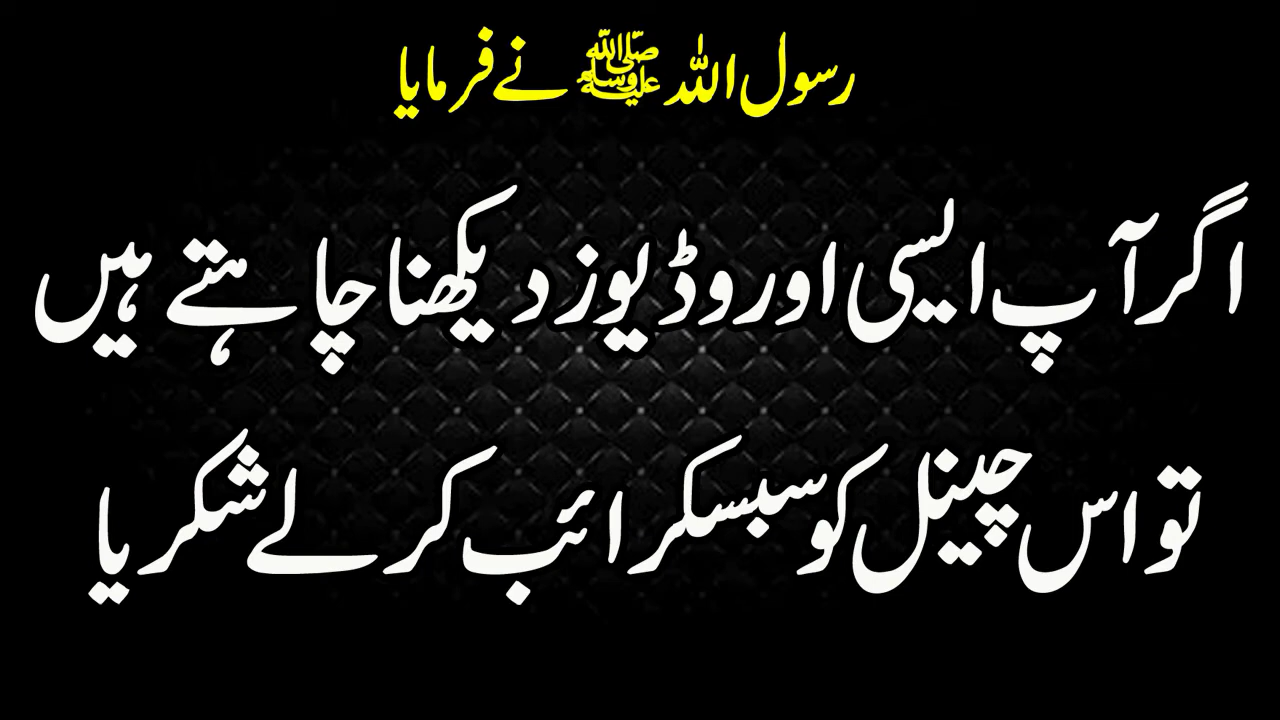 رسول اللہ ﷺ نے فرمایا
اگر آپ ایسی اور وڈیوز دیکھنا چاہتے ہیں
تو اس چینل کو سبسکرائب کر لے شکریا